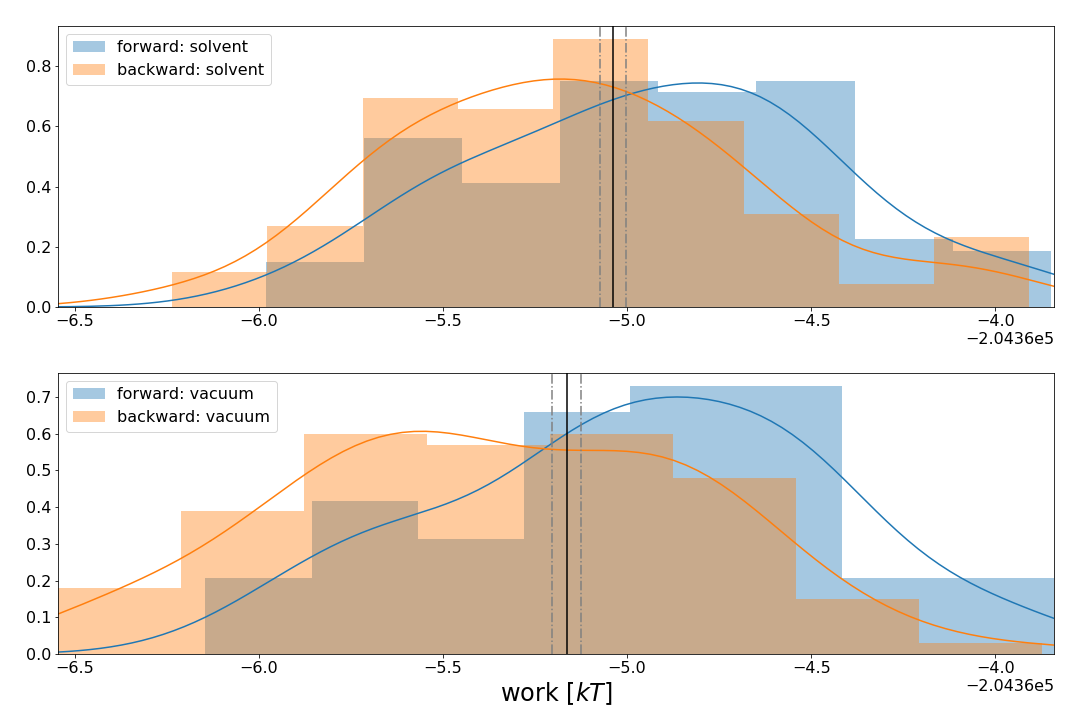 forward: solvent
backward: solvent
0.8
0.6
0.4
0.2
0.0
−6.5 −6.0 −5.5 −5.0 −4.5 −4.0
−2.0436e5
forward: vacuum
backward: vacuum
0.7
0.6
0.5
0.4
0.3
0.2
0.1
0.0
−6.5 −6.0 −5.5 −5.0 −4.5 −4.0
−2.0436e5
work [kT]